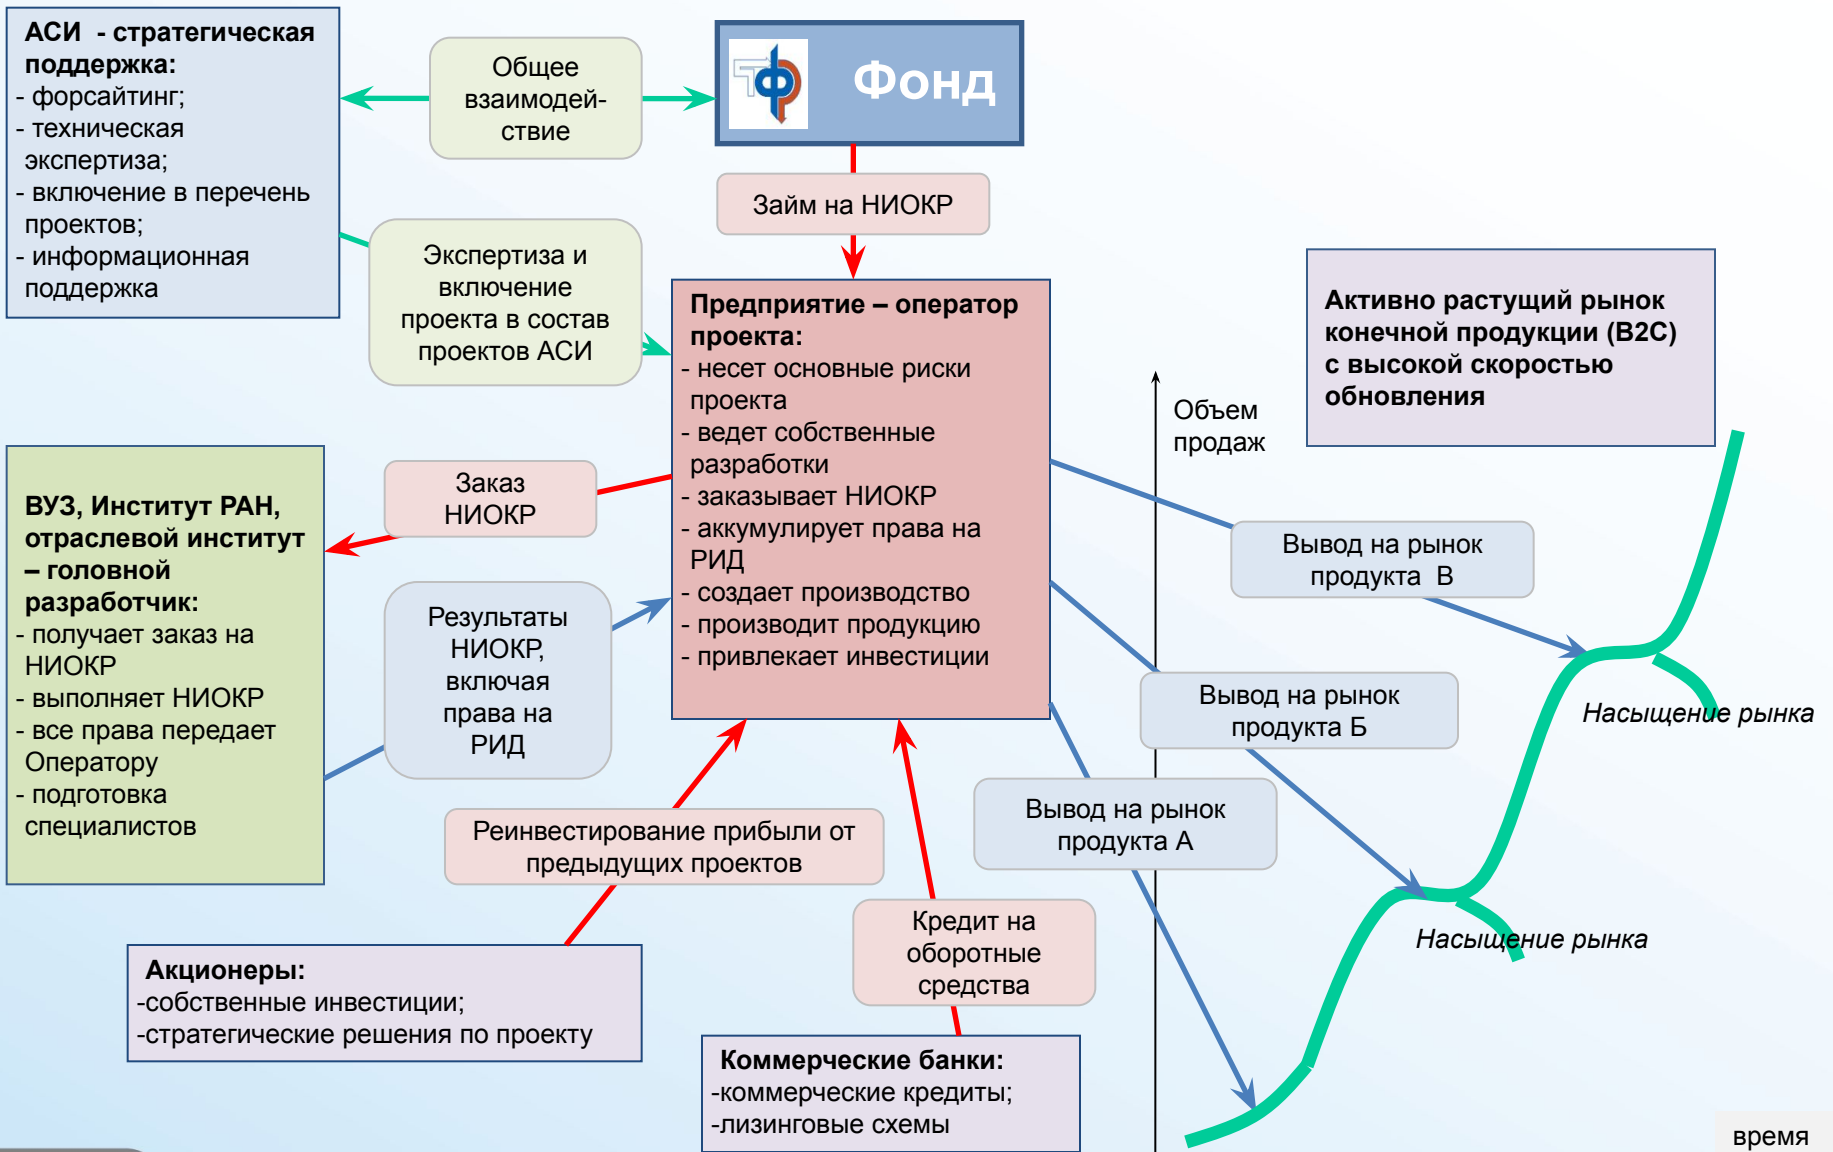 АСИ - стратегическая
поддержка:
- форсайтинг;
- техническая
экспертиза;
- включение в перечень
проектов;
- информационная
поддержка
Общее
взаимодей-
ствие
Фонд
Займ на НИОКР
Экспертиза и
включение
проекта в состав
проектов АСИ
Предприятие – оператор
проекта:
- несет основные риски
проекта
- ведет собственные
разработки
- заказывает НИОКР
- аккумулирует права на
РИД
- создает производство
- производит продукцию
- привлекает инвестиции
Активно растущий рынок
конечной продукции (B2C)
с высокой скоростью
обновления
Объем
продаж
ВУЗ, Институт РАН,
отраслевой институт
– головной
разработчик:
- получает заказ на
НИОКР
- выполняет НИОКР
- все права передает
Оператору
- подготовка
специалистов
Заказ
НИОКР
Результаты
НИОКР,
включая
права на
РИД
Вывод на рынок
продукта В
Вывод на рынок
продукта Б
Вывод на рынок
продукта А
Насыщение рынка
Насыщение рынка
Реинвестирование прибыли от
предыдущих проектов
Кредит на
оборотные
средства
Акционеры:
-собственные инвестиции;
-стратегические решения по проекту
Коммерческие банки:
-коммерческие кредиты;
-лизинговые схемы
время